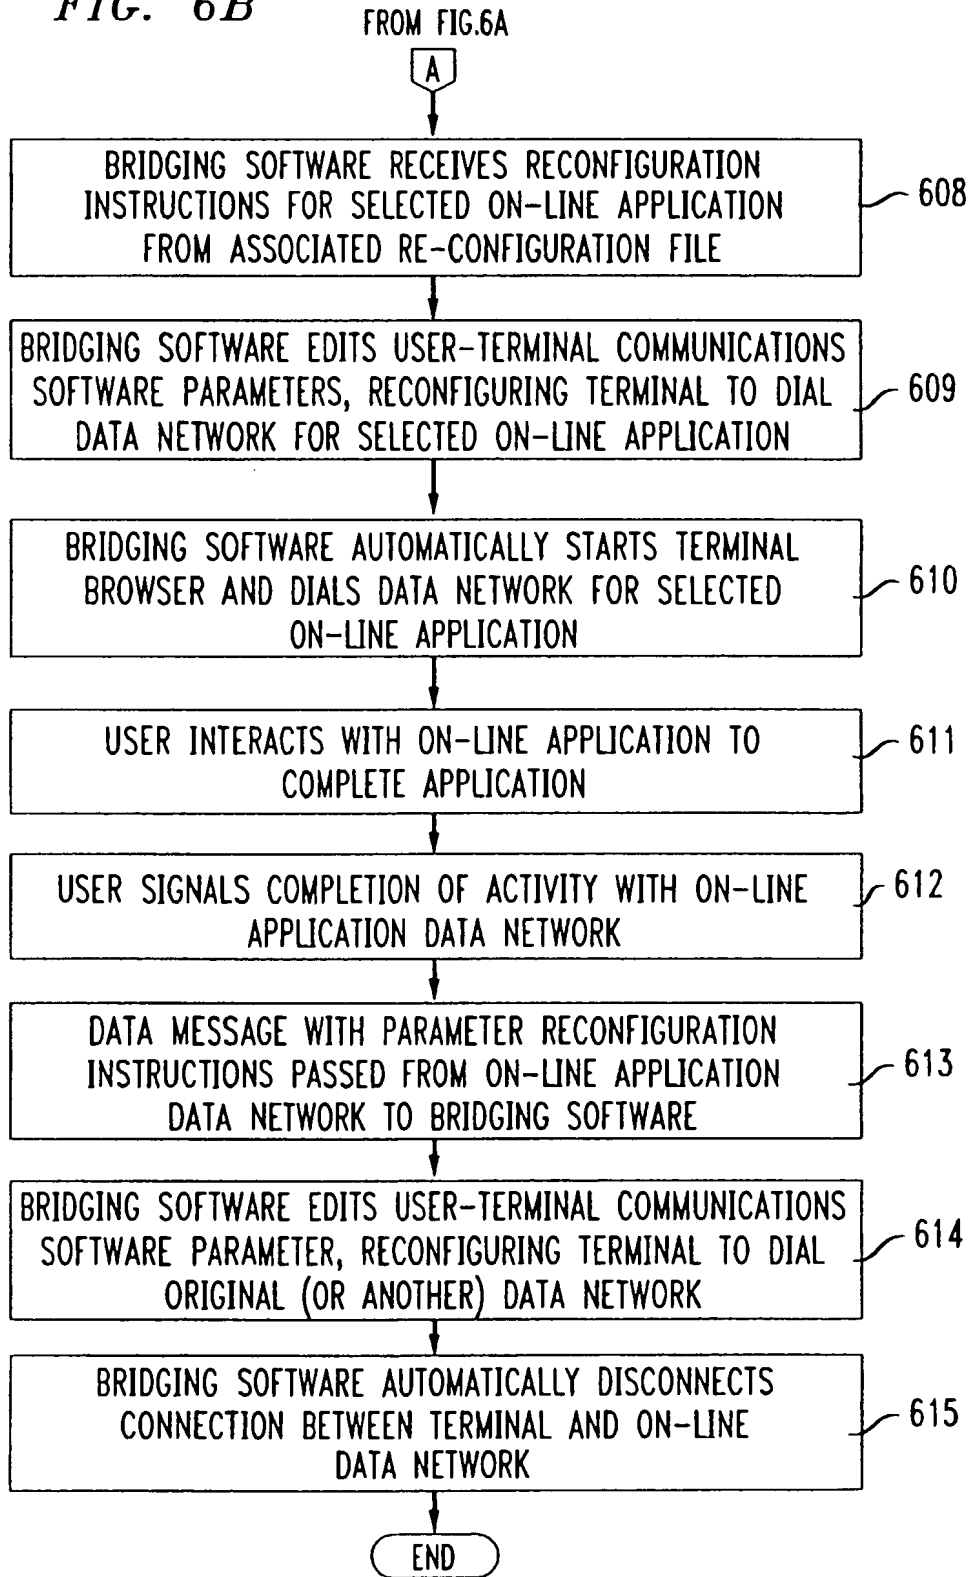 FIG. 6B
FROM FIG.6A
A
BRIDGING SOFTWARE RECEIVES RECONFIGURATION
INSTRUCTIONS FOR SELECTED ON-LINE APPLICATION
FROM ASSOCIATED RE-CONFIGURATION FILE
608
BRIDGING SOFTWARE EDITS USER-TERMINAL COMMUNICATIONS
SOFTWARE PARAMETERS, RECONFIGURING TERMINAL TO DIAL
DATA NETWORK FOR SELECTED ON-LINE APPLICATION
609
BRIDGING SOFTWARE AUTOMATICALLY STARTS TERMINAL
BROWSER AND DIALS DATA NETWORK FOR SELECTED
ON-LINE APPLICATION
610
USER INTERACTS WITH ON-LINE APPLICATION TO
COMPLETE APPLICATION
611
USER SIGNALS COMPLETION OF ACTIVITY WITH ON-LINE
APPLICATION DATA NETWORK
612
DATA MESSAGE WITH PARAMETER RECONFIGURATION
INSTRUCTIONS PASSED FROM ON-LINE APPLICATION
DATA NETWORK TO BRIDGING SOFTWARE
613
BRIDGING SOFTWARE EDITS USER-TERMINAL COMMUNICATIONS
SOFTWARE PARAMETER, RECONFIGURING TERMINAL TO DIAL
ORIGINAL (OR ANOTHER) DATA NETWORK
614
BRIDGING SOFTWARE AUTOMATICALLY DISCONNECTS
CONNECTION BETWEEN TERMINAL AND ON-LINE
DATA NETWORK
615
END